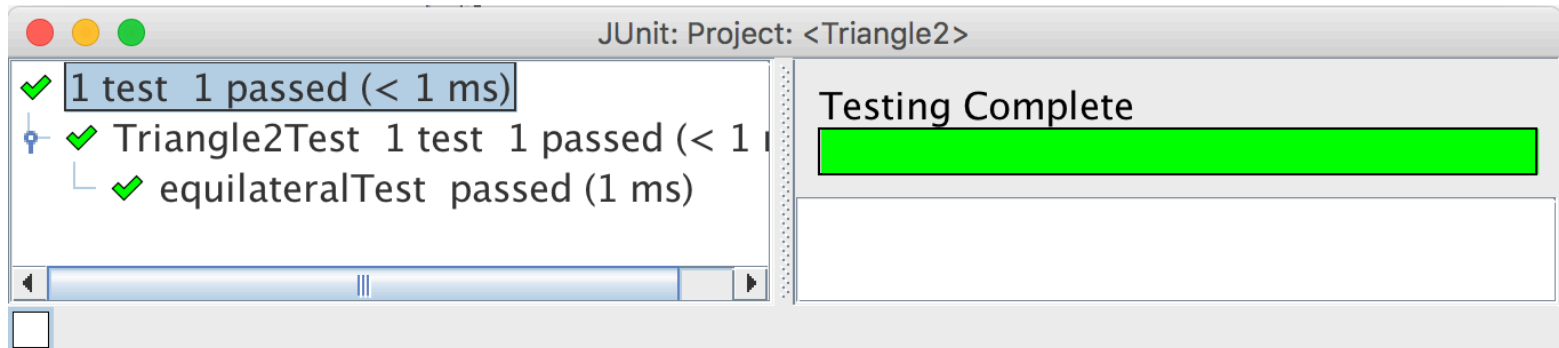 JUnit: Project: <Triangle2>
1 test 1 passed (< 1 ms)
Triangle2Test 1 test 1 passed (< 1
equilateralTest passed (1 ms)
Testing Complete